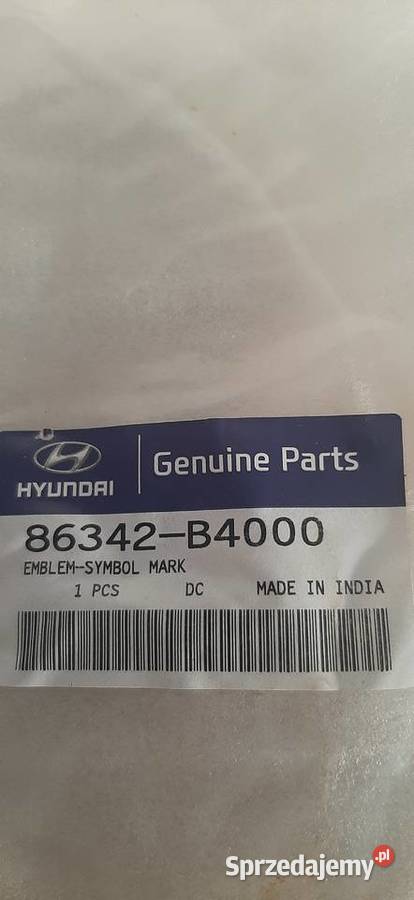 HYUNDAI
Genuine Parts
86342-B4000
EMBLEM-SYMBOL MARK
1 PCS DC MADE IN INDIA
Sprzedajemy.pl